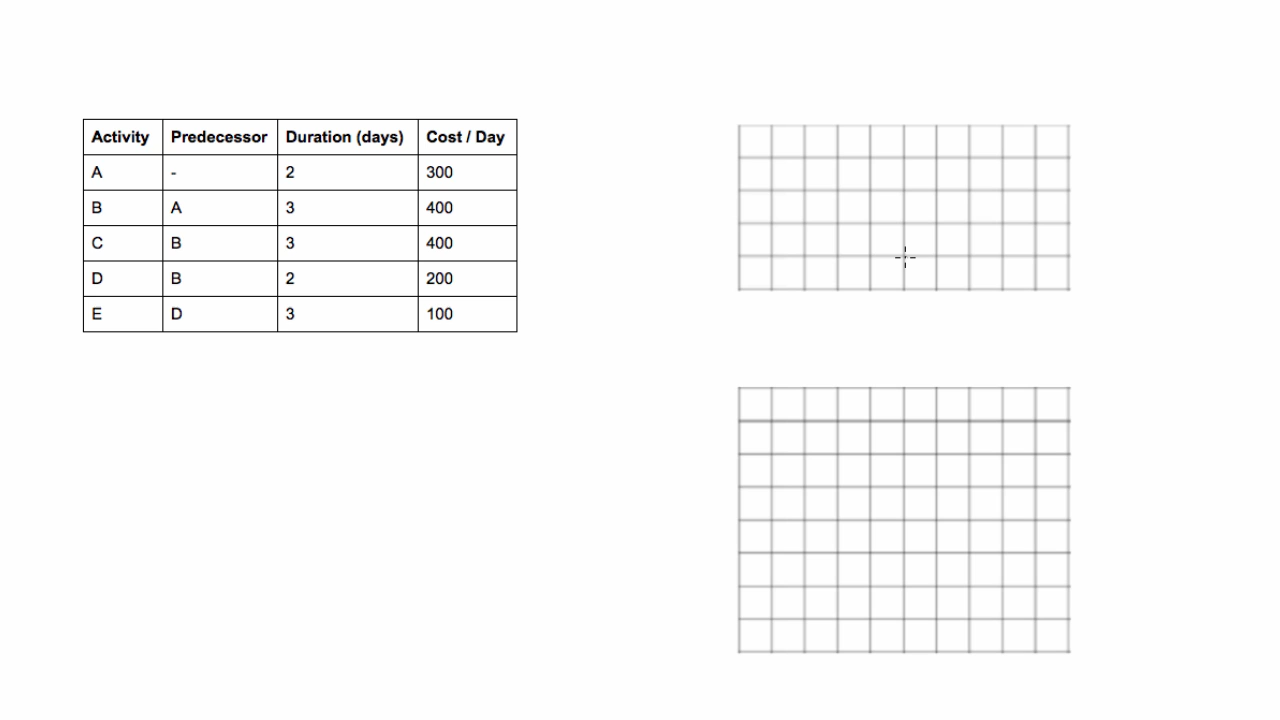 Activity Predecessor Duration (days) Cost / Day
A - 2 300
B A 3 400
C B 3 400
D B 2 200
E D 3 100